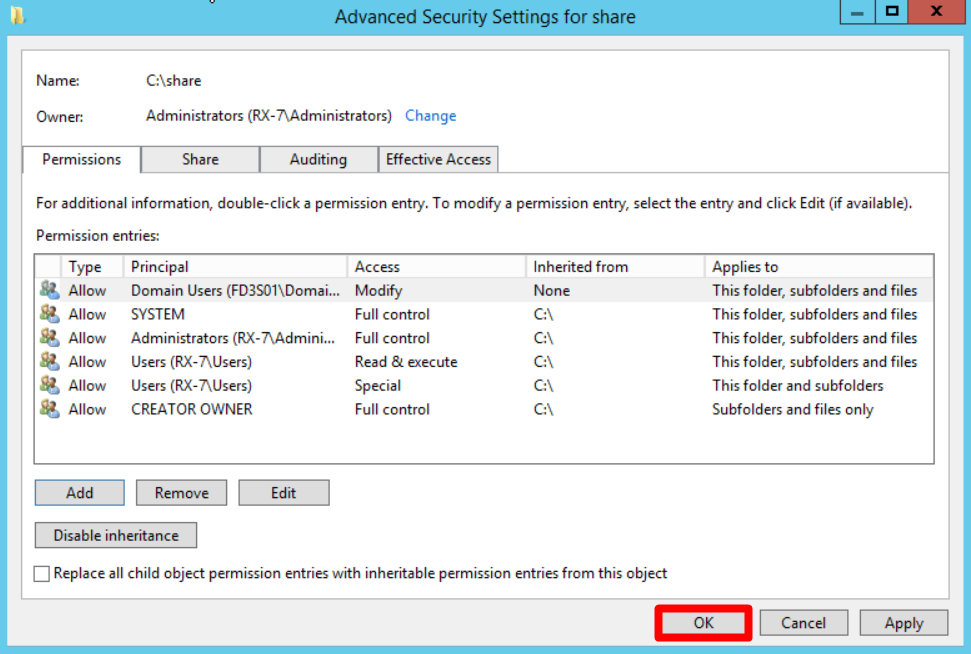 Advanced Security Settings for share
Name: C:\share
Owner: Administrators (RX-7\Administrators) Change
Permissions Share Auditing Effective Access
For additional information, double-click a permission entry. To modify a permission entry, select the entry and click Edit (if available).
Permission entries:
Type Principal Access Inherited from Applies to
Allow Domain Users (FD3S01\Domai... Modify None This folder, subfolders and files
Allow SYSTEM Full control C:\ This folder, subfolders and files
Allow Administrators (RX-7\Admini... Full control C:\ This folder, subfolders and files
Allow Users (RX-7\Users) Read & execute C:\ This folder, subfolders and files
Allow Users (RX-7\Users) Special C:\ This folder and subfolders
Allow CREATOR OWNER Full control C:\ Subfolders and files only
Add Remove Edit
Disable inheritance
Replace all child object permission entries with inheritable permission entries from this object
OK Cancel Apply